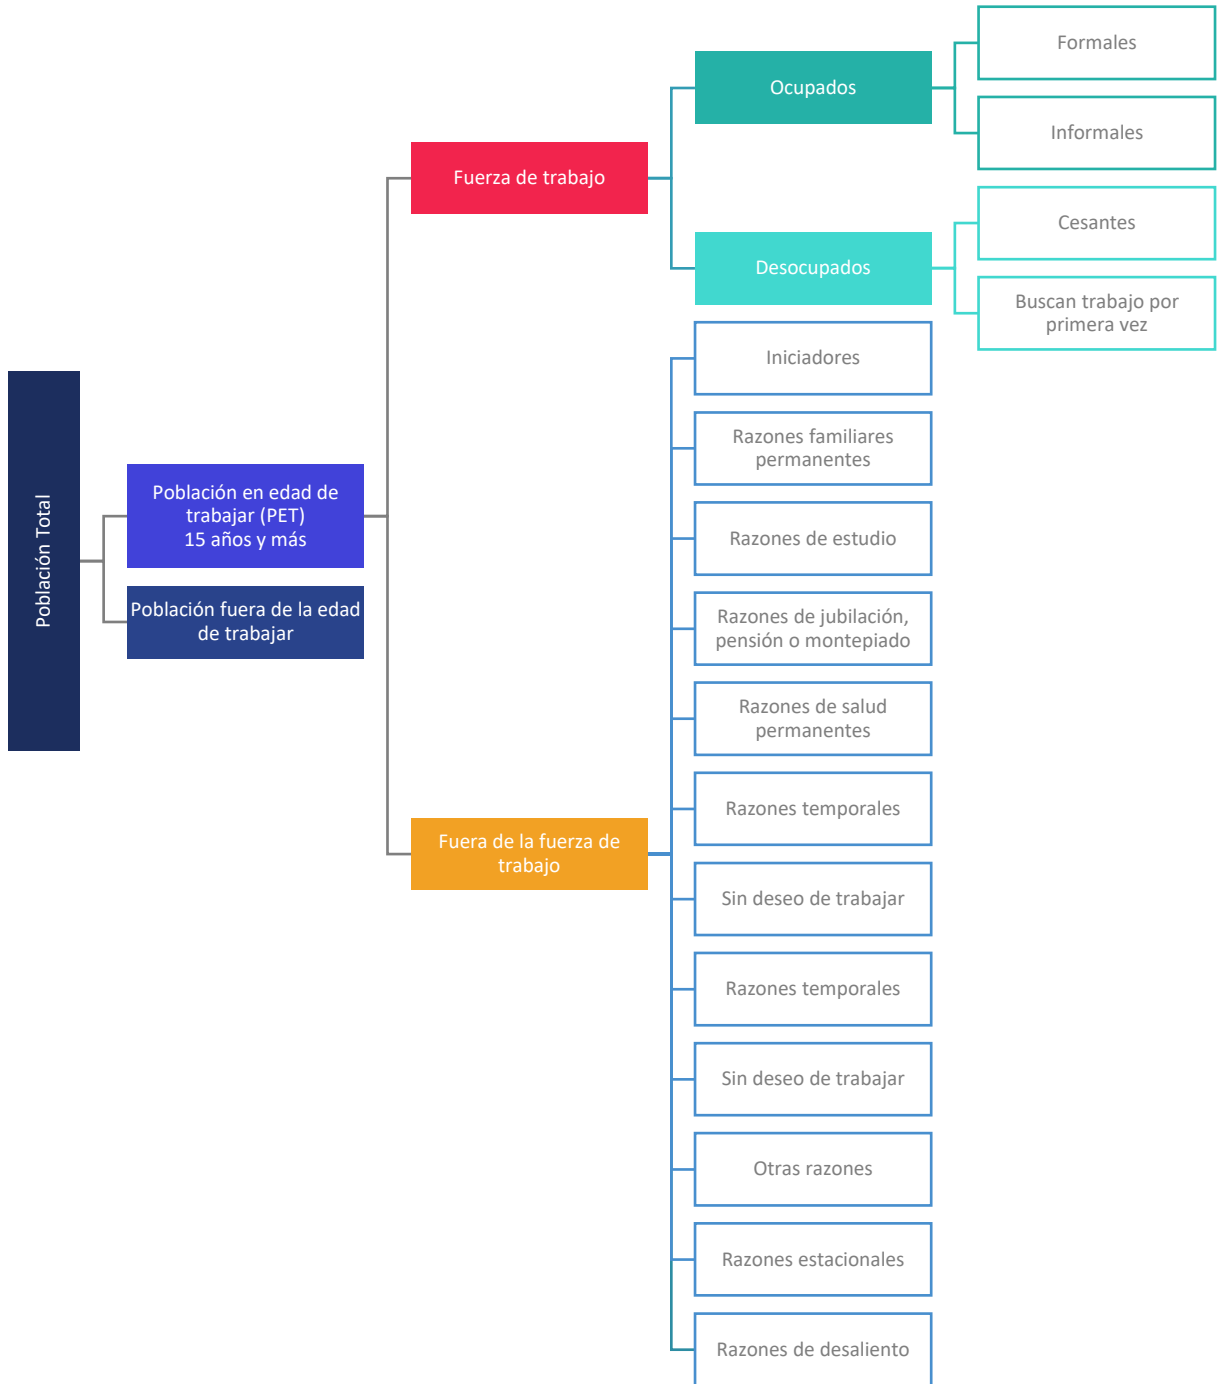 Población Total
Población en edad de
trabajar (PET)
15 años y más
Población fuera de la edad
de trabajar
Fuerza de trabajo
Ocupados
Formales
Informales
Desocupados
Cesantes
Buscan trabajo por
primera vez
Fuera de la fuerza de
trabajo
Iniciadores
Razones familiares
permanentes
Razones de estudio
Razones de jubilación,
pensión o montepiado
Razones de salud
permanentes
Razones temporales
Sin deseo de trabajar
Razones temporales
Sin deseo de trabajar
Otras razones
Razones estacionales
Razones de desaliento